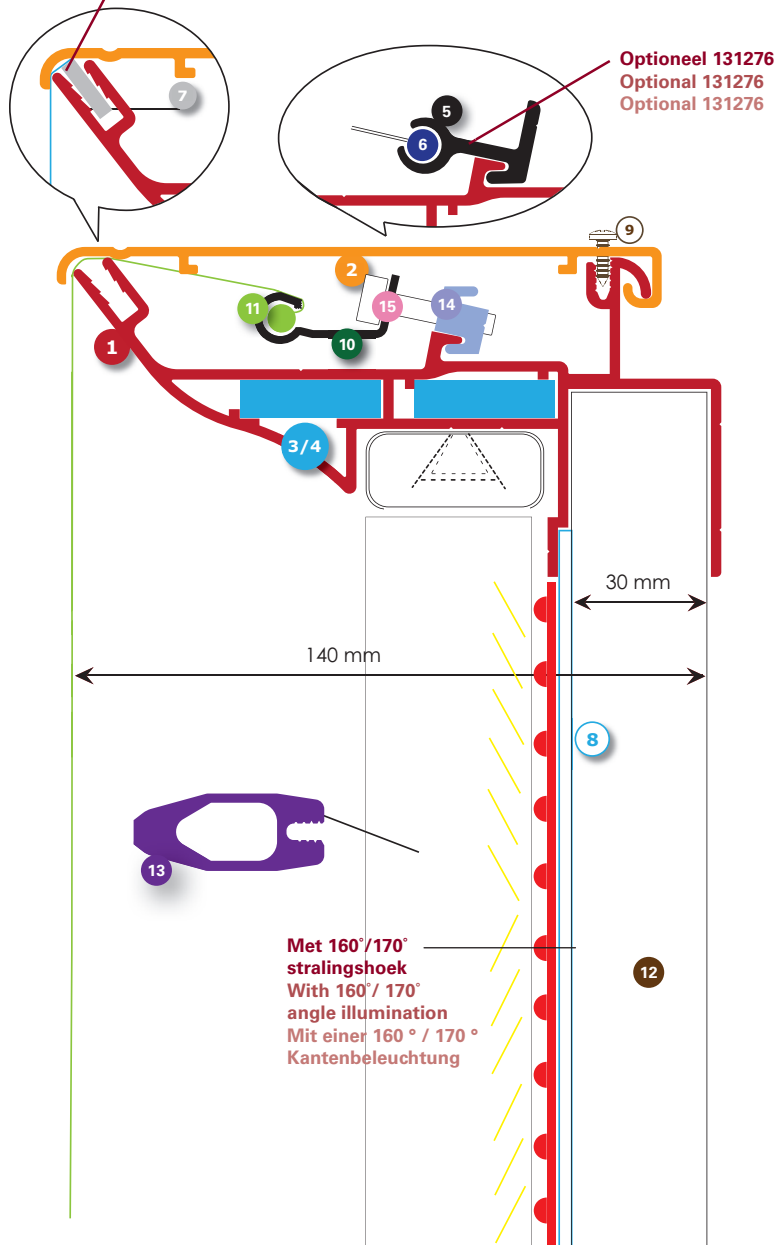 Optioneel 131276
Optional 131276
Optional 131276
7
5
6
9
2
11
15
14
10
1
3/4
30 mm
140 mm
8
13
Met 160°/170°
stralingshoek
With 160°/ 170°
angle illumination
Mit einer 160 ° / 170 °
Kantenbeleuchtung
12